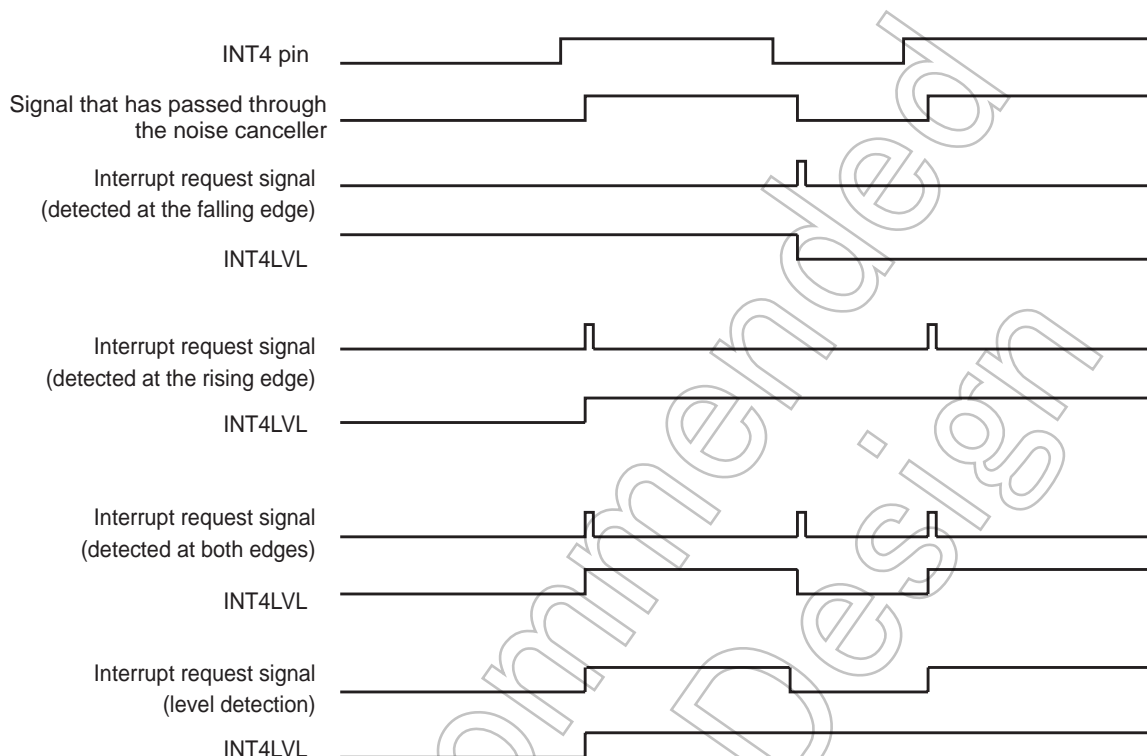 INT4 pin
Signal that has passed through
the noise canceller
Interrupt request signal
(detected at the falling edge)
INT4LVL
Interrupt request signal
(detected at the rising edge)
INT4LVL
Interrupt request signal
(detected at both edges)
INT4LVL
Interrupt request signal
(level detection)
INT4LVL
ommended
Design